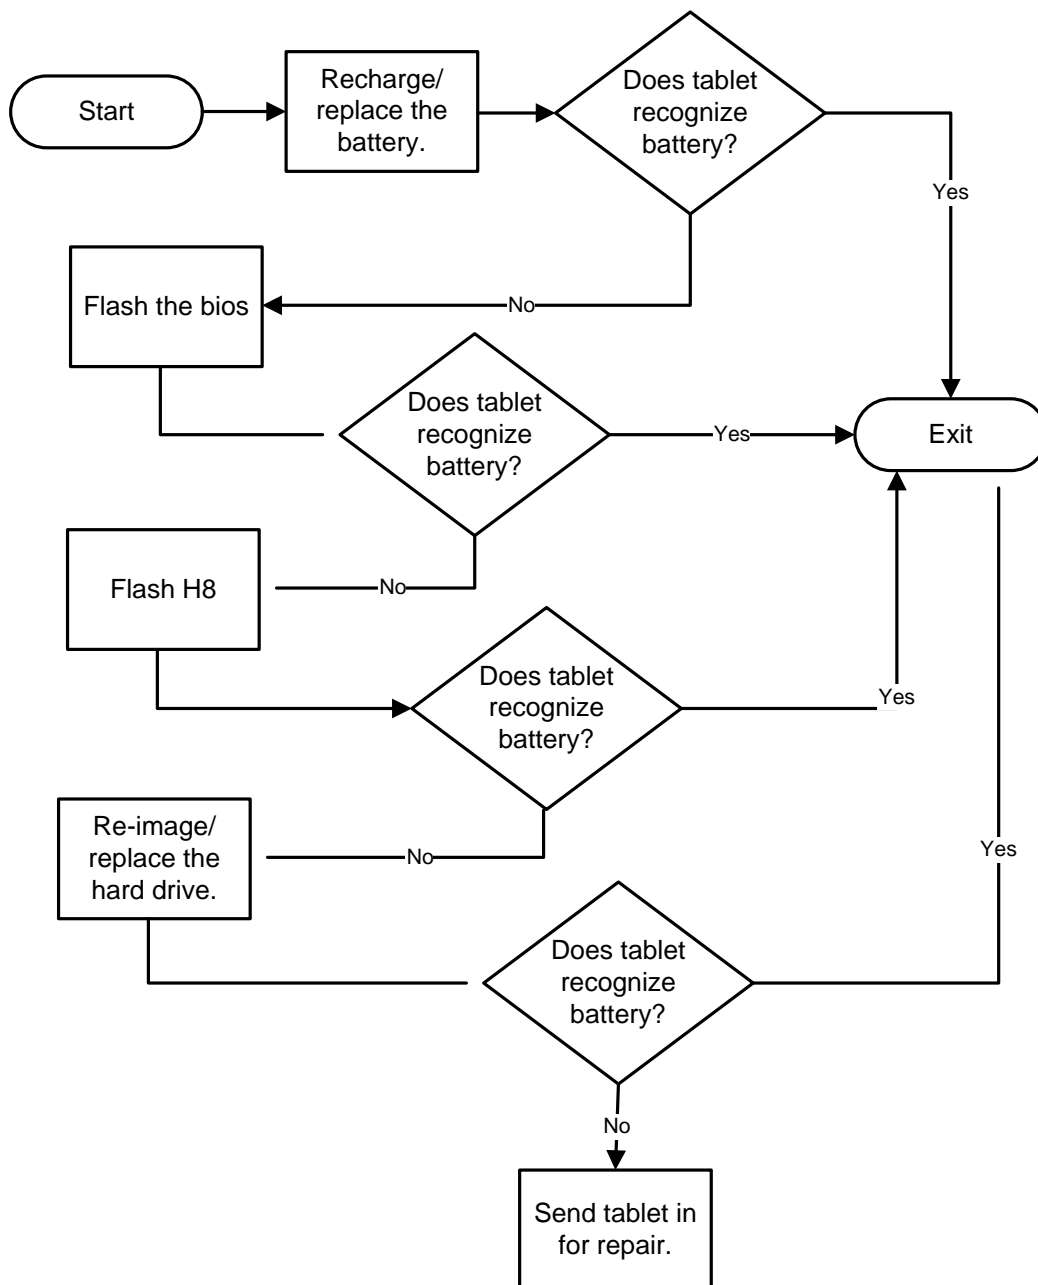 Start
Recharge/
replace the
battery.
Does tablet
recognize
battery?
Yes
Flash the bios
No
Does tablet
recognize
battery?
Yes
Exit
Flash H8
No
Does tablet
recognize
battery?
Yes
Re-image/
replace the
hard drive.
No
Yes
Does tablet
recognize
battery?
No
Send tablet in
for repair.